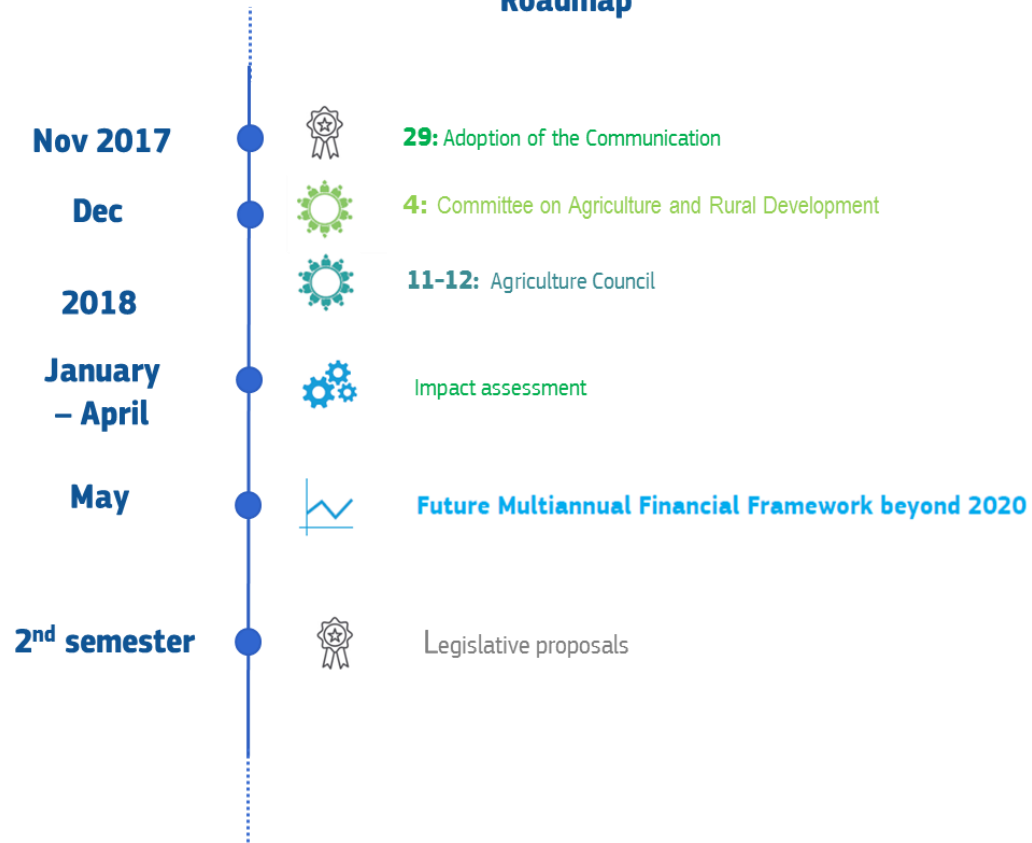 Roadmap
Nov 2017
29: Adoption of the Communication
Dec
4: Committee on Agriculture and Rural Development
11-12: Agriculture Council
2018
January
– April
Impact assessment
May
Future Multiannual Financial Framework beyond 2020
2nd semester
Legislative proposals